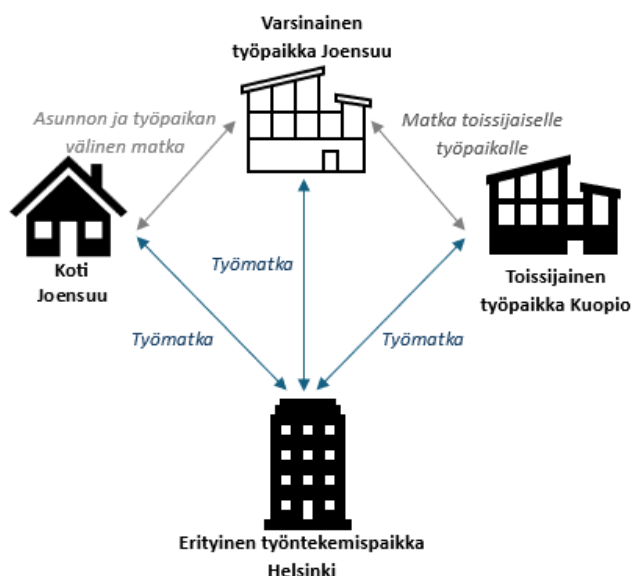 Varsinainen
työpaikka Joensuu
Asunnon ja työpaikan
välinen matka
Matka toissijaiselle
työpaikalle
Koti
Joensuu
Työmatka
Toissijainen
työpaikka Kuopio
Työmatka
Työmatka
Erityinen työntekemispaikka
Helsinki